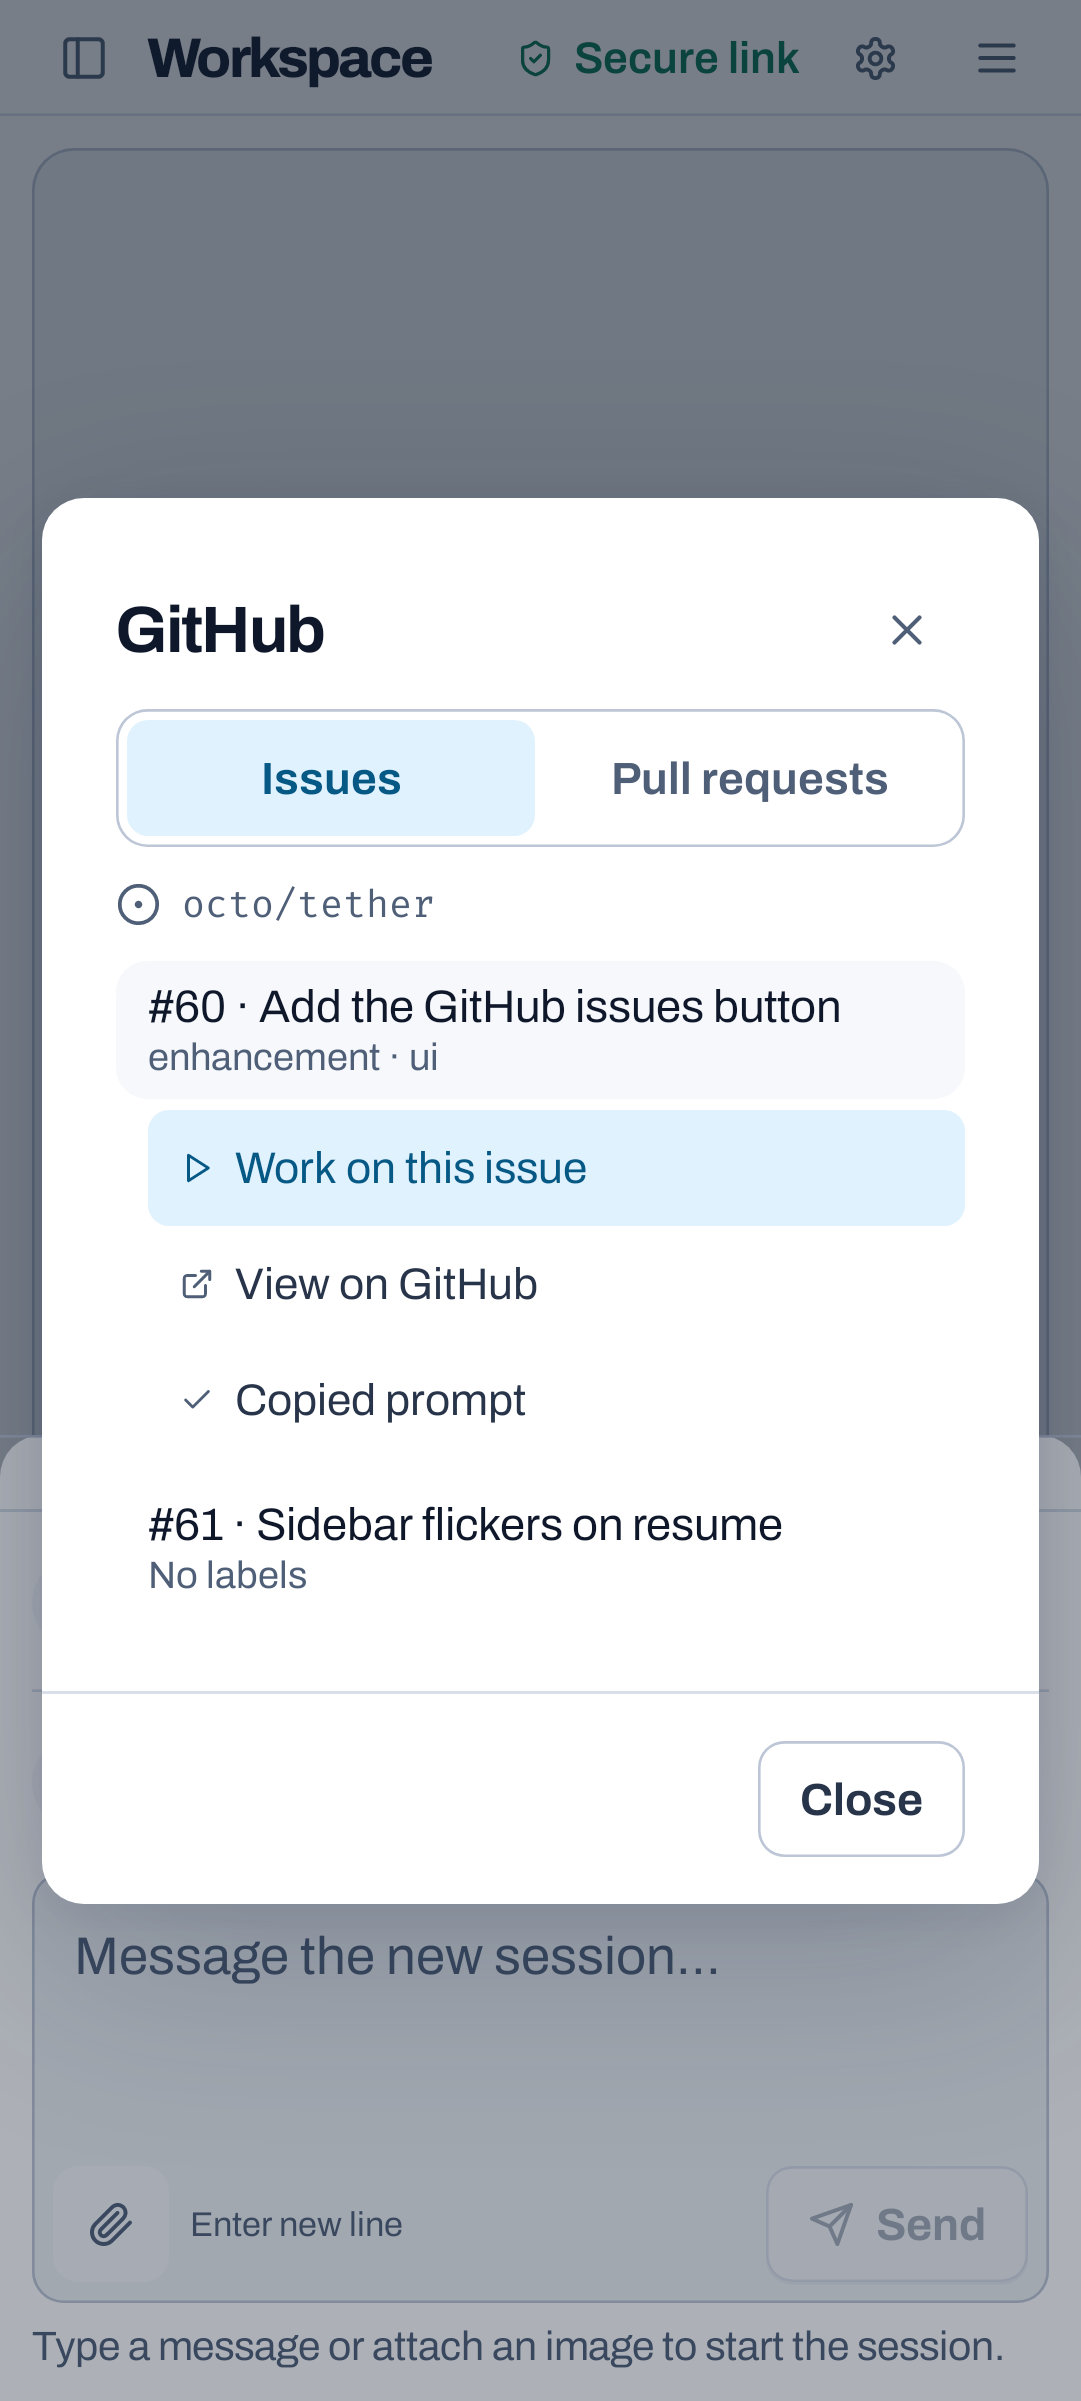 Workspace
Secure link
GitHub
Issues
Pull requests
octo/tether
#60 · Add the GitHub issues button
enhancement · ui
Work on this issue
View on GitHub
Copied prompt
#61 · Sidebar flickers on resume
No labels
Close
Message the new session...
Enter new line
Send
Type a message or attach an image to start the session.